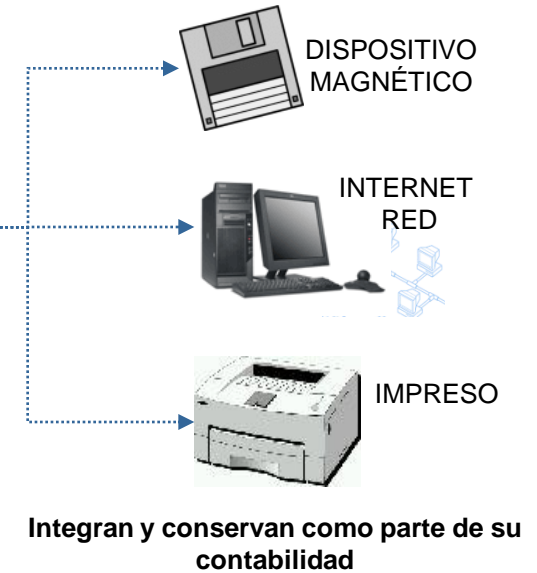 DISPOSITIVO
MAGNÉTICO
INTERNET
RED
IMPRESO
Integran y conservan como parte de su
contabilidad